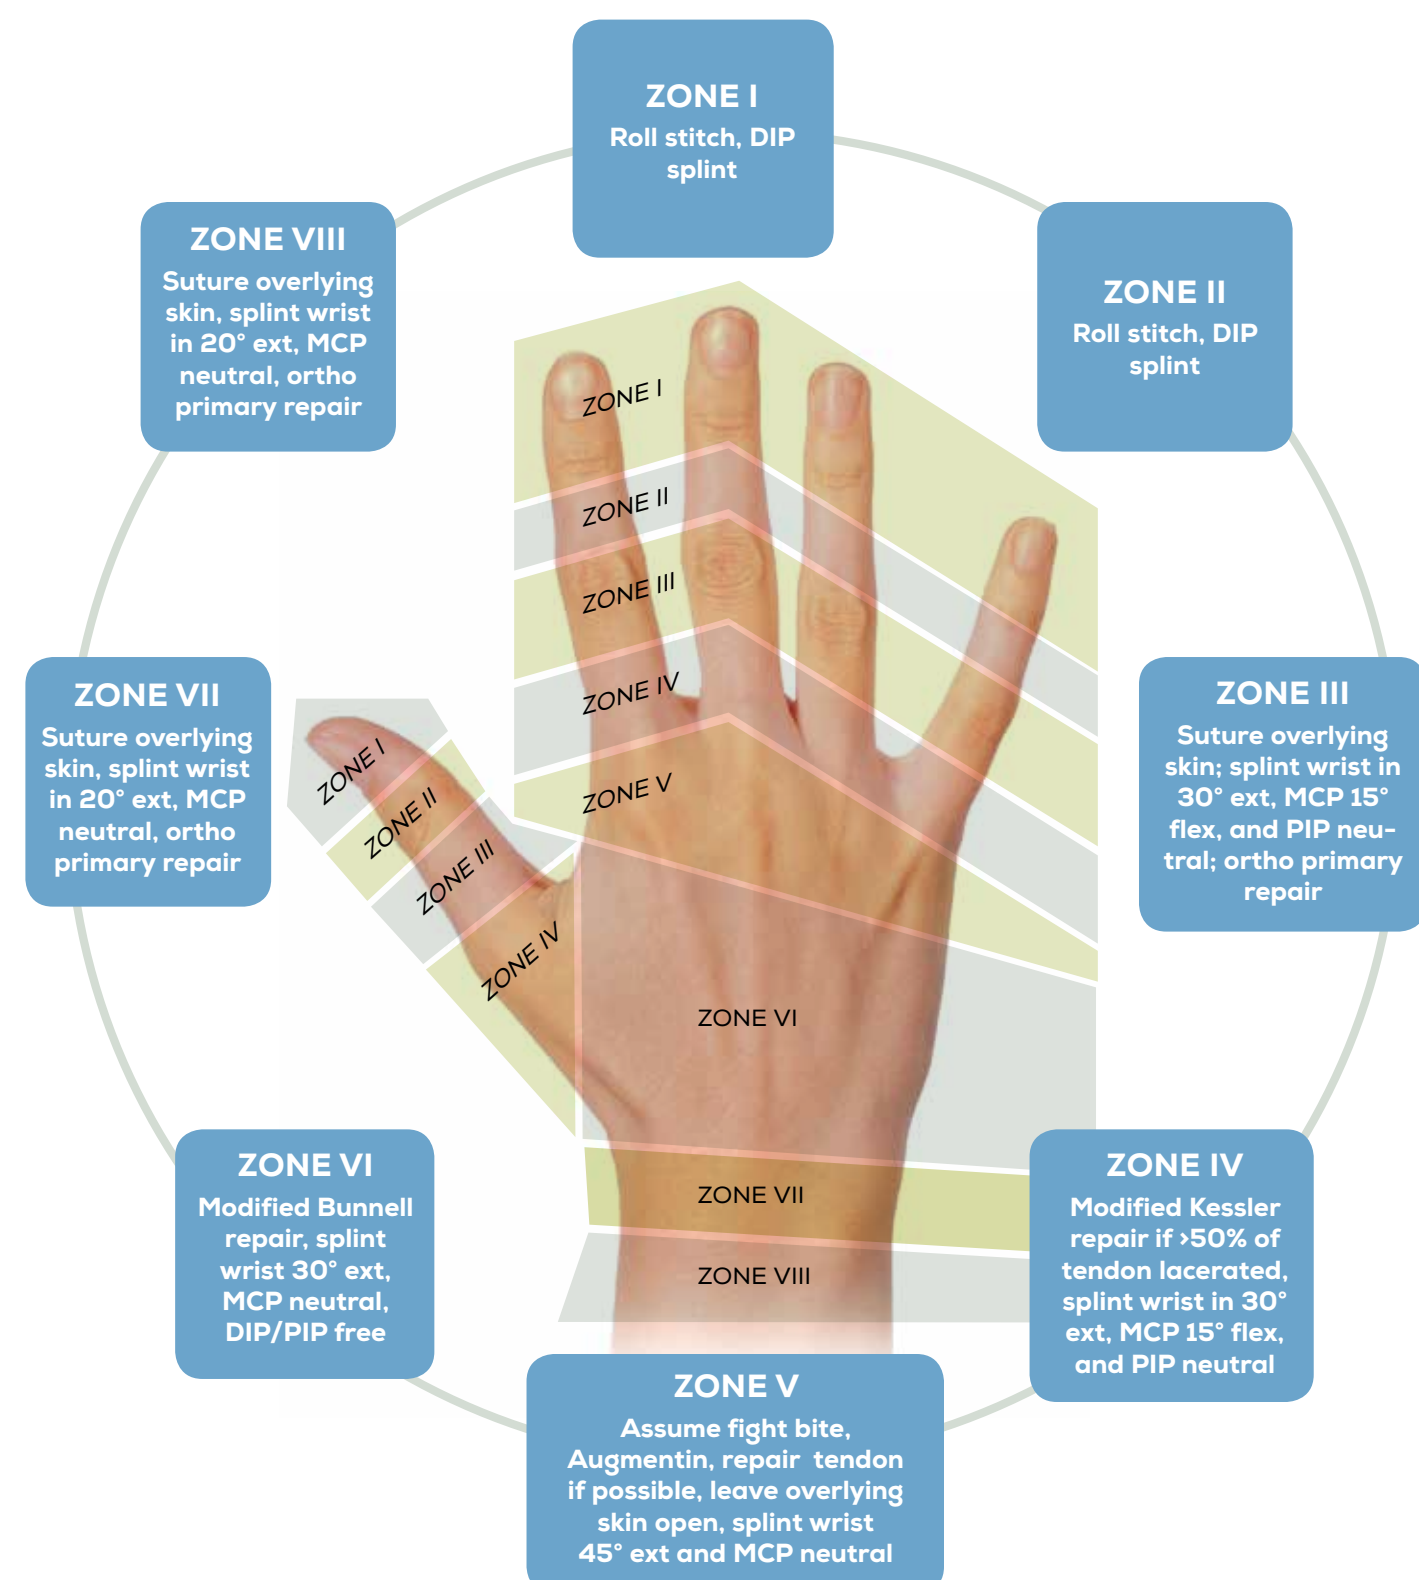 ZONE I
Roll stitch, DIP
splint
ZONE II
Roll stitch, DIP
splint
ZONE III
Suture overlying
skin; splint wrist in
30° ext, MCP 15°
flex, and PIP neu-
tral; ortho primary
repair
ZONE IV
Modified Kessler
repair if >50% of
tendon lacerated,
splint wrist in 30°
ext, MCP 15° flex,
and PIP neutral
ZONE V
Assume fight bite,
Augmentin, repair tendon
if possible, leave overlying
skin open, splint wrist
45° ext and MCP neutral
ZONE VI
Modified Bunnell
repair, splint
wrist 30° ext,
MCP neutral,
DIP/PIP free
ZONE VII
Suture overlying
skin, splint wrist
in 20° ext, MCP
neutral, ortho
primary repair
ZONE VIII
Suture overlying
skin, splint wrist
in 20° ext, MCP
neutral, ortho
primary repair
ZONE I
ZONE II
ZONE III
ZONE IV
ZONE V
ZONE I
ZONE II
ZONE III
ZONE IV
ZONE VI
ZONE VII
ZONE VIII